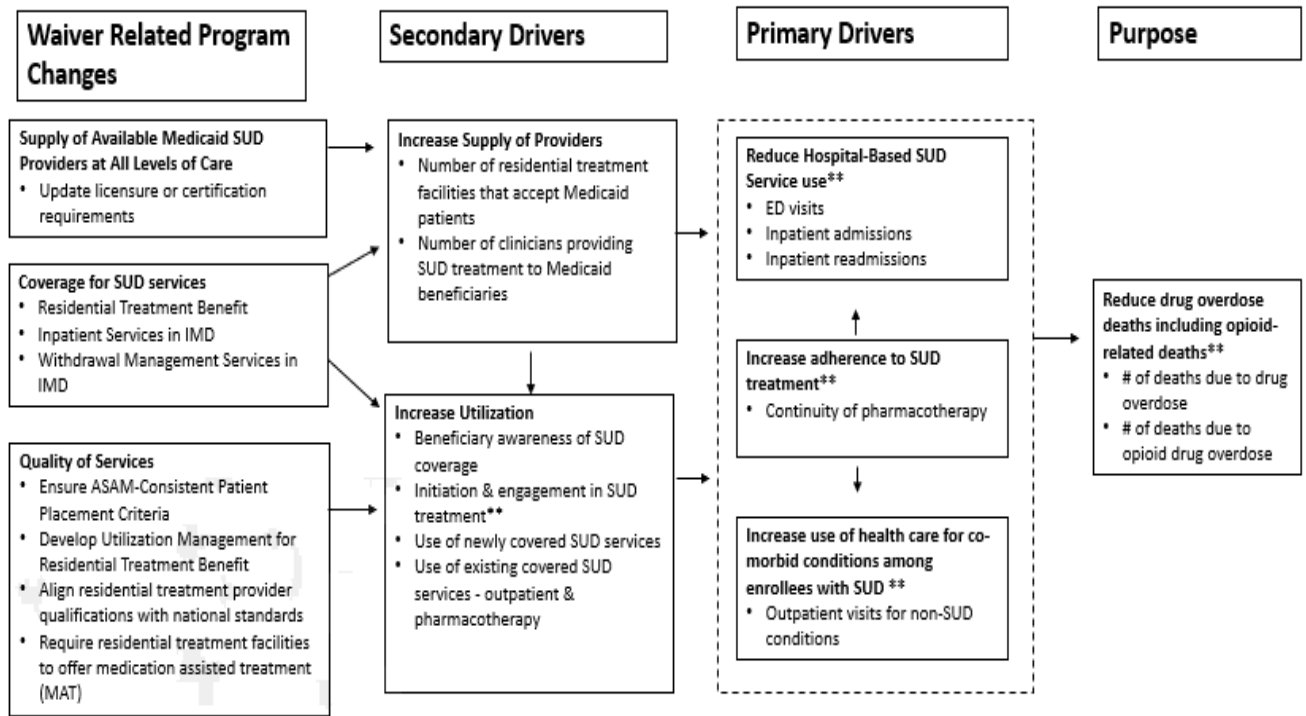 Waiver Related Program
Changes
Secondary Drivers
Primary Drivers
Purpose
Supply of Available Medicaid SUD
Providers at All Levels of Care
• Update licensure or certification
requirements
Coverage for SUD services
• Residential Treatment Benefit
• Inpatient Services in IMD
• Withdrawal Management Services in
IMD
Quality of Services
• Ensure ASAM-Consistent Patient
Placement Criteria
• Develop Utilization Management for
Residential Treatment Benefit
• Align residential treatment provider
qualifications with national standards
• Require residential treatment facilities
to offer medication assisted treatment
(MAT)
Increase Supply of Providers
• Number of residential treatment
facilities that accept Medicaid
patients
• Number of clinicians providing
SUD treatment to Medicaid
beneficiaries
Increase Utilization
• Beneficiary awareness of SUD
coverage
• Initiation & engagement in SUD
treatment**
• Use of newly covered SUD services
• Use of existing covered SUD
services - outpatient &
pharmacotherapy
Reduce Hospital-Based SUD
Service use**
• ED visits
• Inpatient admissions
• Inpatient readmissions
Increase adherence to SUD
treatment**
• Continuity of pharmacotherapy
Increase use of health care for co-
morbid conditions among
enrollees with SUD **
• Outpatient visits for non-SUD
conditions
Reduce drug overdose
deaths including opioid-
related deaths**
• # of deaths due to drug
overdose
• # of deaths due to
opioid drug overdose